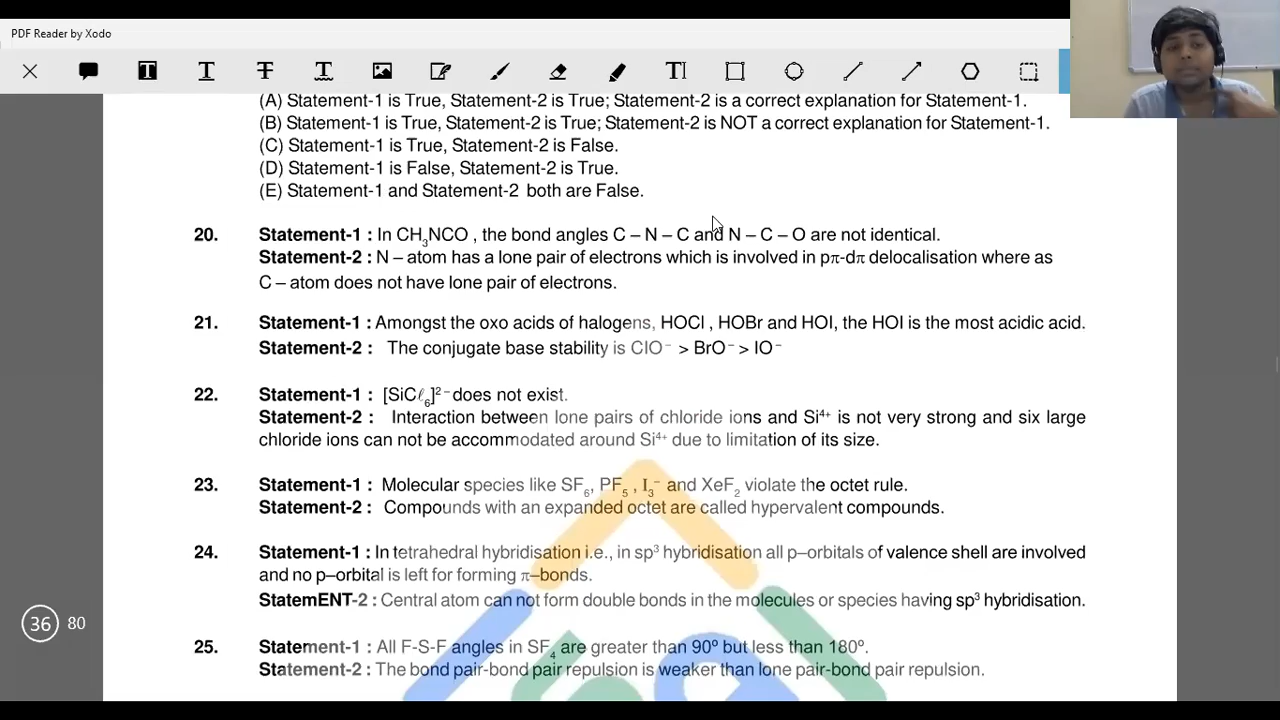 PDF Reader by Xodo
(A) Statement-1 is True, Statement-2 is True; Statement-2 is a correct explanation for Statement-1.
(B) Statement-1 is True, Statement-2 is True; Statement-2 is NOT a correct explanation for Statement-1.
(C) Statement-1 is True, Statement-2 is False.
(D) Statement-1 is False, Statement-2 is True.
(E) Statement-1 and Statement-2 both are False.
20. Statement-1 : In CH₃NCO , the bond angles C – N – C and N – C – O are not identical.
Statement-2 : N – atom has a lone pair of electrons which is involved in pπ-dπ delocalisation where as
C – atom does not have lone pair of electrons.
21. Statement-1 : Amongst the oxo acids of halogens, HOCl , HOBr and HOI, the HOI is the most acidic acid.
Statement-2 : The conjugate base stability is ClO⁻ > BrO⁻ > IO⁻
22. Statement-1 : [SiCℓ₆]²⁻ does not exist.
Statement-2 : Interaction between lone pairs of chloride ions and Si⁴⁺ is not very strong and six large
chloride ions can not be accommodated around Si⁴⁺ due to limitation of its size.
23. Statement-1 : Molecular species like SF₆, PF₅ , I₃⁻ and XeF₂ violate the octet rule.
Statement-2 : Compounds with an expanded octet are called hypervalent compounds.
24. Statement-1 : In tetrahedral hybridisation i.e., in sp³ hybridisation all p–orbitals of valence shell are involved
and no p–orbital is left for forming π–bonds.
StatemENT-2 : Central atom can not form double bonds in the molecules or species having sp³ hybridisation.
36 80
25. Statement-1 : All F-S-F angles in SF₄ are greater than 90º but less than 180º.
Statement-2 : The bond pair-bond pair repulsion is weaker than lone pair-bond pair repulsion.